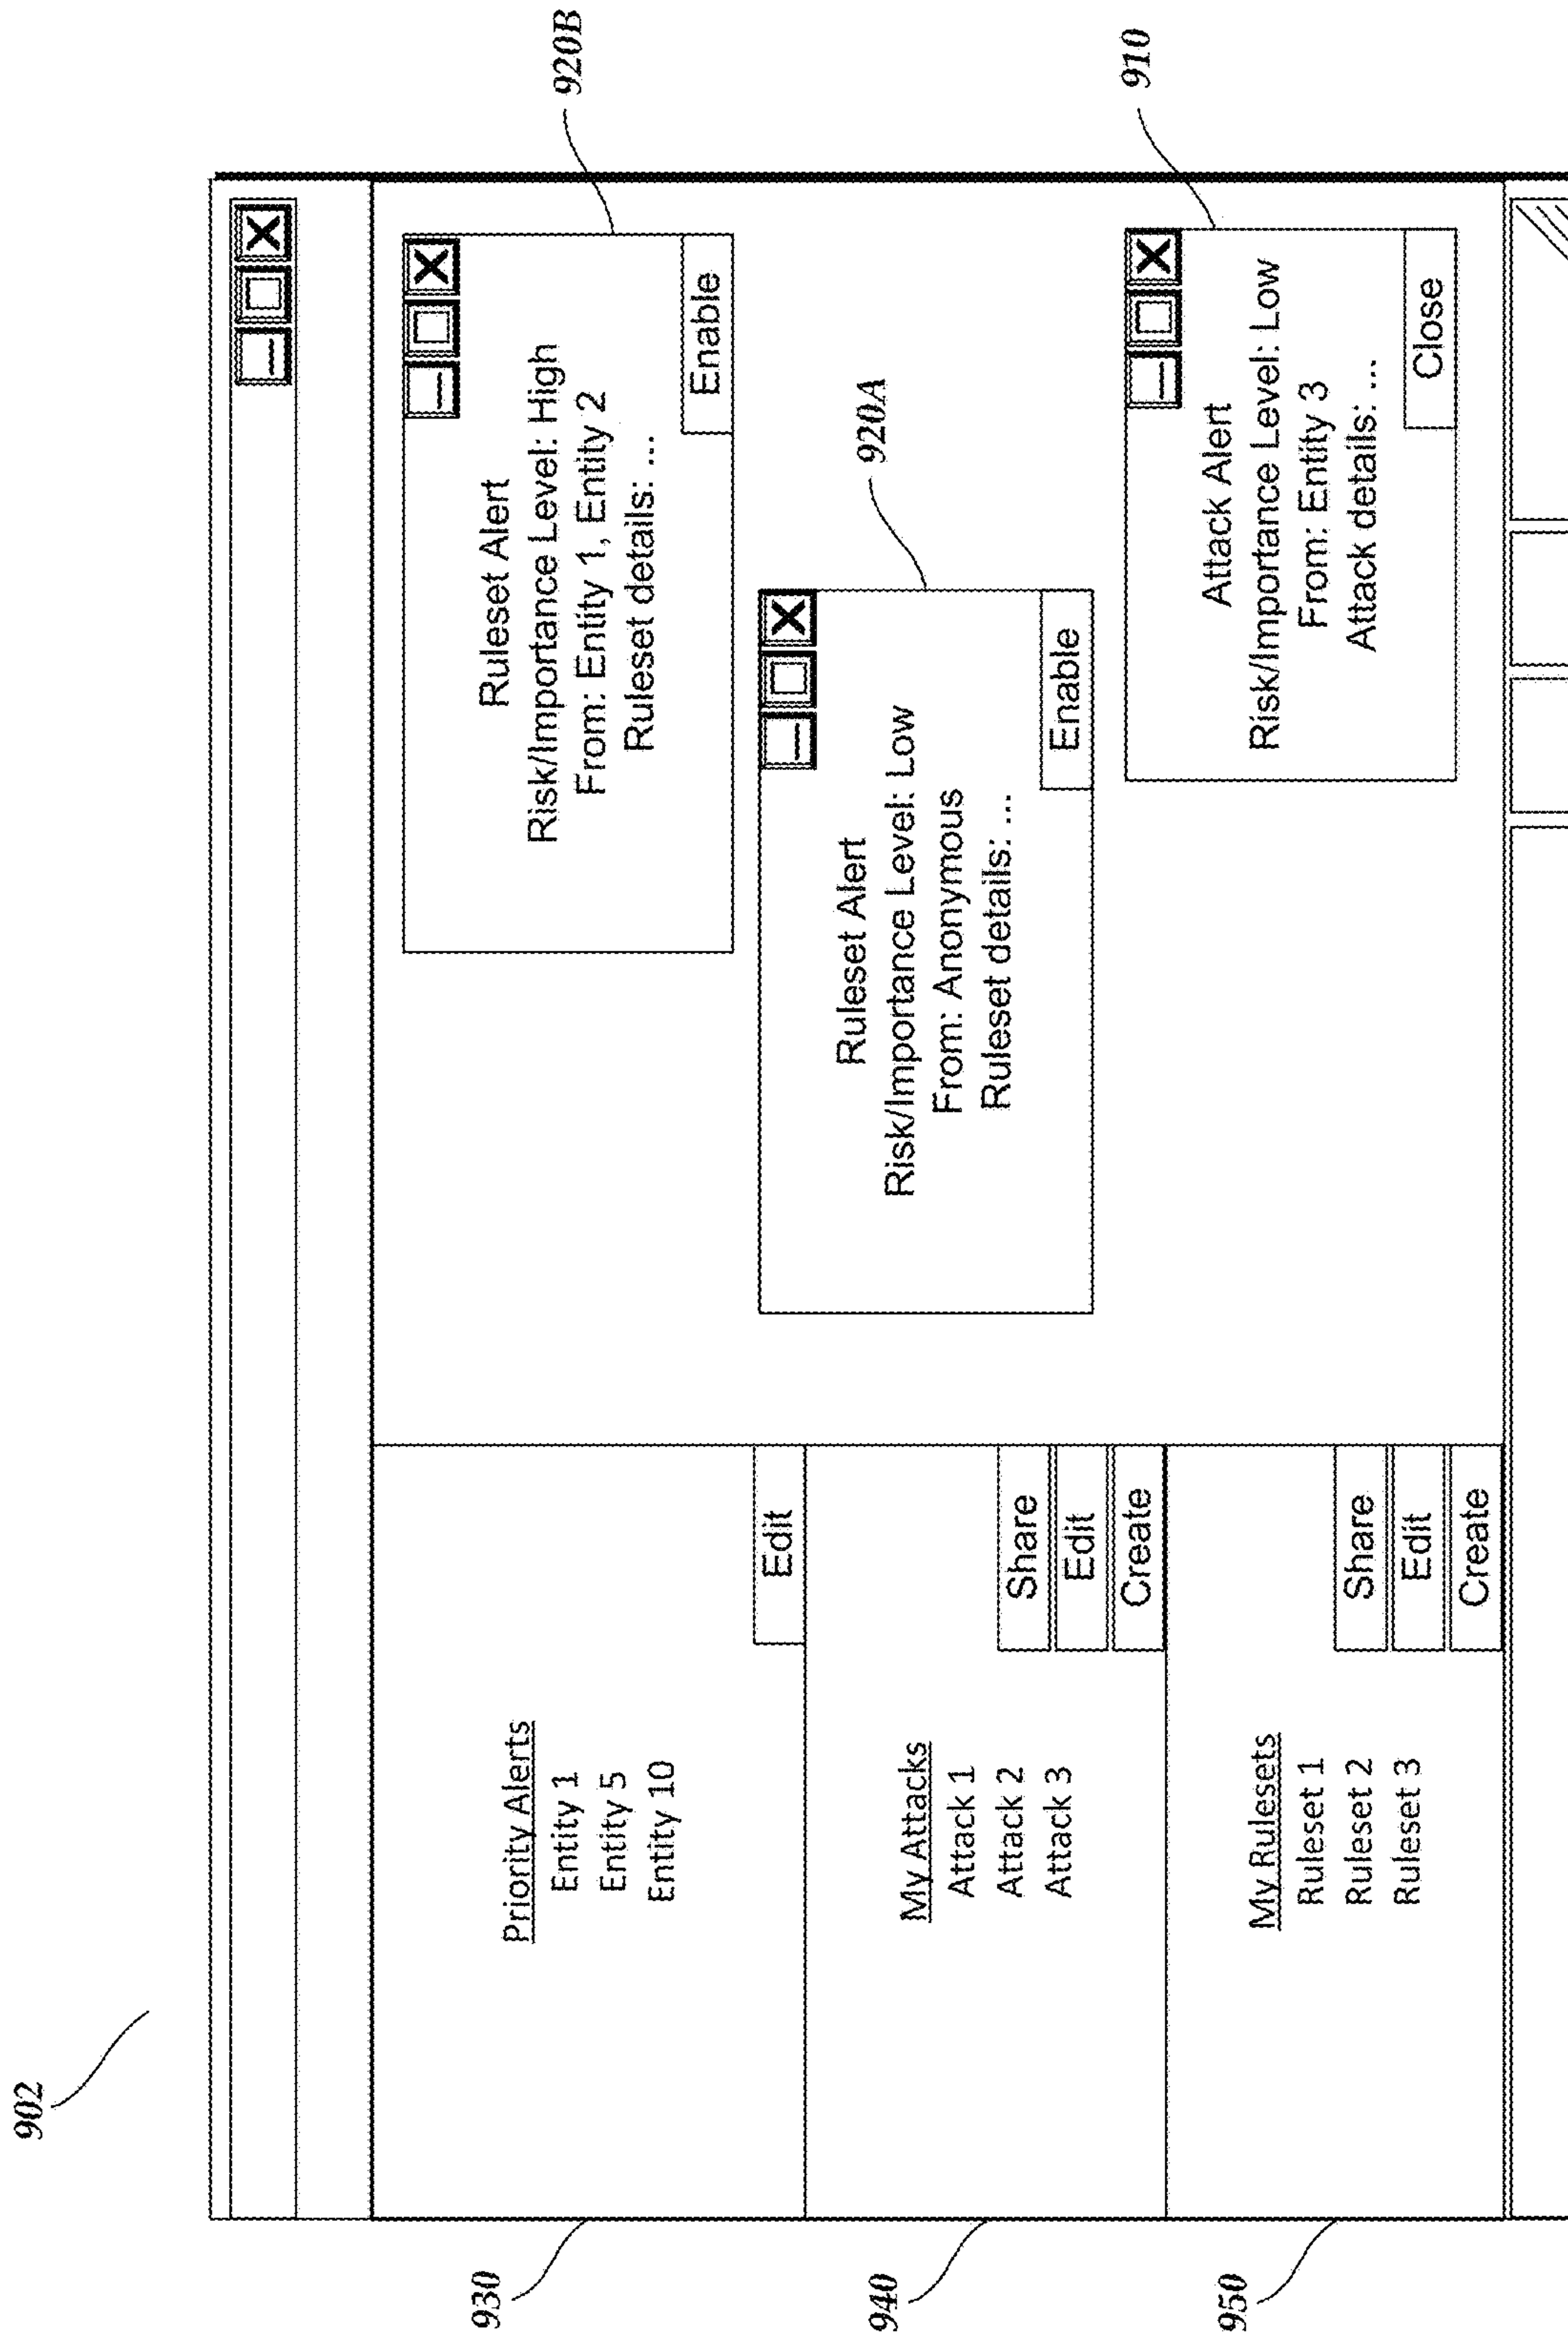 902
930
Priority Alerts
Entity 1
Entity 5
Entity 10
Edit
940
My Attacks
Attack 1
Attack 2
Attack 3
Share
Edit
Create
950
My Rulesets
Ruleset 1
Ruleset 2
Ruleset 3
Share
Edit
Create
920B
Ruleset Alert
Risk/Importance Level: High
From: Entity 1, Entity 2
Ruleset details: ...
Enable
920A
Ruleset Alert
Risk/Importance Level: Low
From: Anonymous
Ruleset details: ...
Enable
910
Attack Alert
Risk/Importance Level: Low
From: Entity 3
Attack details: ...
Close